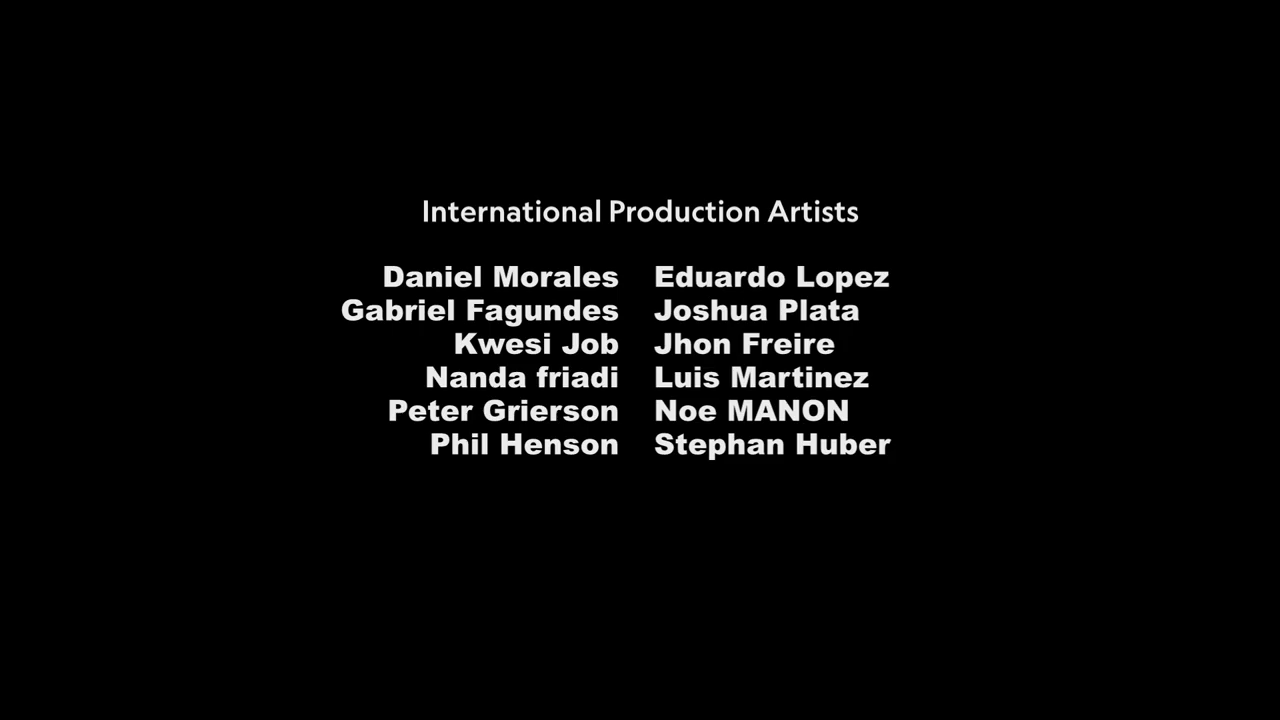 International Production Artists
Daniel Morales Eduardo Lopez
Gabriel Fagundes Joshua Plata
Kwesi Job Jhon Freire
Nanda friadi Luis Martinez
Peter Grierson Noe MANON
Phil Henson Stephan Huber